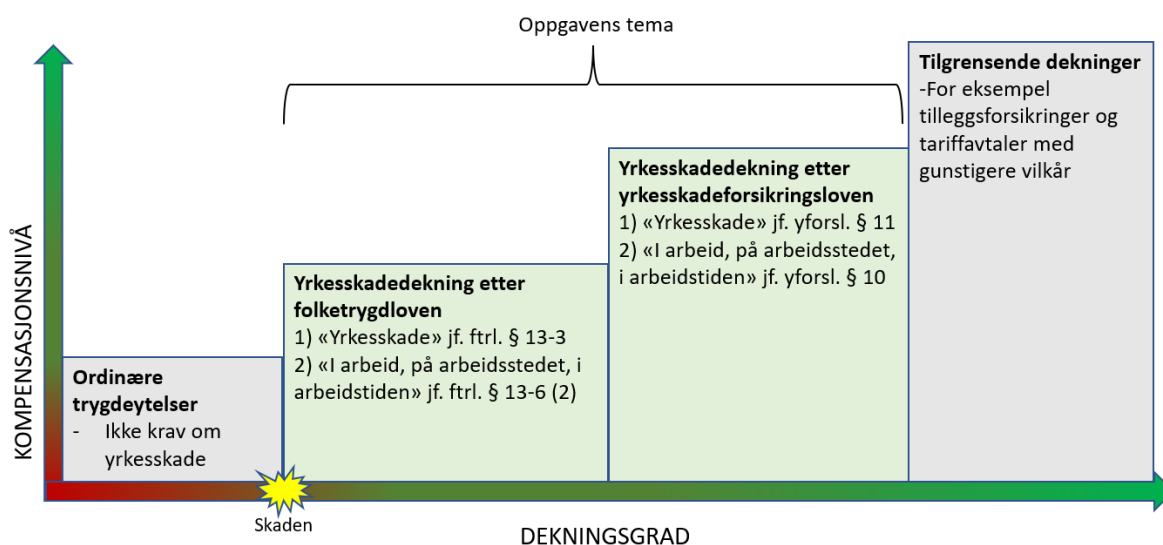 Oppgavens tema
KOMPENSASJONSNIVÅ
Ordinære
trygdeytelser
- Ikke krav om
yrkesskade
Skaden
Yrkesskadedekning etter
folketrygdloven
1) «Yrkesskade» jf. ftrl. § 13-3
2) «I arbeid, på arbeidsstedet, i
arbeidstiden» jf. ftrl. § 13-6 (2)
Yrkesskadedekning etter
yrkesskadeforsikringsloven
1) «Yrkesskade» jf. yforsl. § 11
2) «I arbeid, på arbeidsstedet,
i arbeidstiden» jf. yforsl. § 10
Tilgrensende dekninger
-For eksempel
tilleggsforsikringer og
tariffavtaler med
gunstigere vilkår
DEKNINGSGRAD